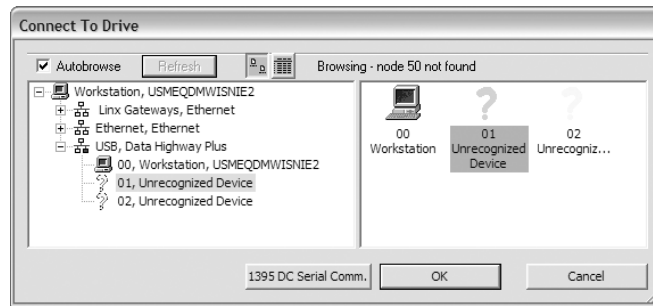 Connect To Drive
Autobrowse
Refresh
Browsing - node 50 not found
Workstation, USMEQDMWISNIE2
Linx Gateways, Ethernet
Ethernet, Ethernet
USB, Data Highway Plus
00, Workstation, USMEQDMWISNIE2
01, Unrecognized Device
02, Unrecognized Device
00
Workstation
01
Unrecognized
Device
02
Unrecogniz...
1395 DC Serial Comm.
OK
Cancel